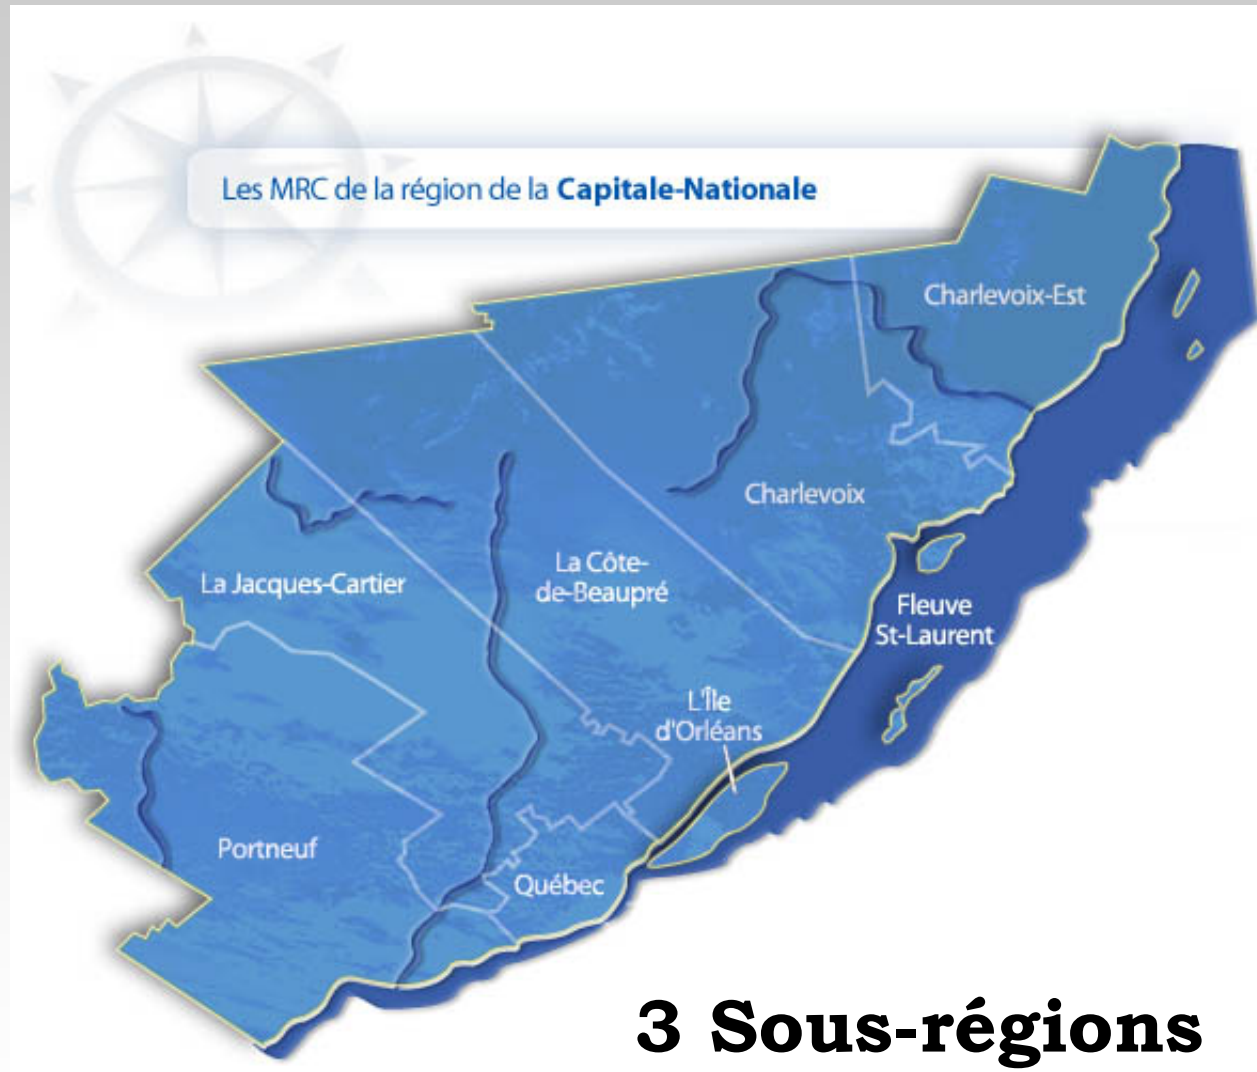 Les MRC de la région de la Capitale-Nationale
Charlevoix-Est
Charlevoix
La Côte-
de-Beaupré
La Jacques-Cartier
Fleuve
St-Laurent
L'Île
d'Orléans
Portneuf
Québec
3 Sous-régions